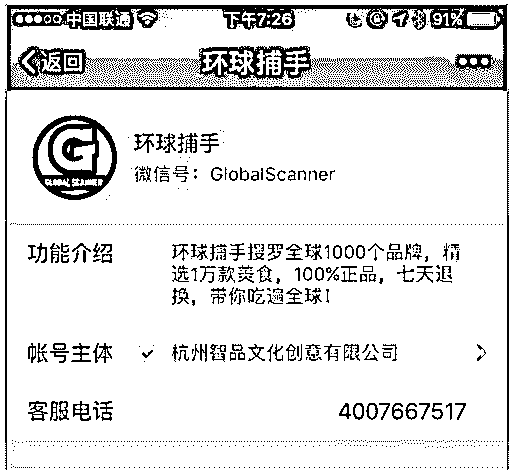 中国联通 下午7:26 91%
返回 环球捕手
环球捕手
微信号：GlobalScanner
功能介绍 环球捕手搜罗全球1000个品牌，精
选1万款美食，100%正品，七天退
换，带你吃遍全球！
帐号主体 杭州智品文化创意有限公司
客服电话 4007667517